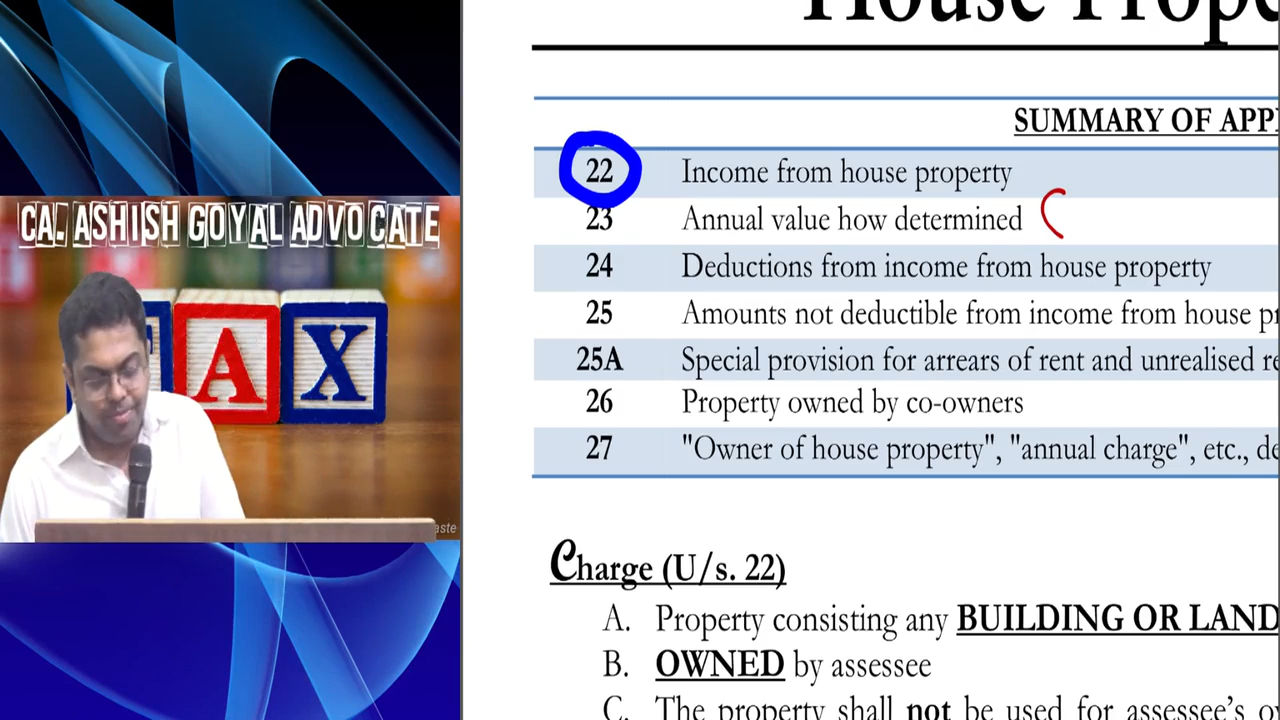 House Prope
SUMMARY OF APP
22 Income from house property
23 Annual value how determined
24 Deductions from income from house property
25 Amounts not deductible from income from house pr
25A Special provision for arrears of rent and unrealised re
26 Property owned by co-owners
27 "Owner of house property", "annual charge", etc., de
Charge (U/s. 22)
A. Property consisting any BUILDING OR LAND
B. OWNED by assessee
C. The property shall not be used for assessee's ow
CA. ASHISH GOYAL ADVOCATE
A X
aste